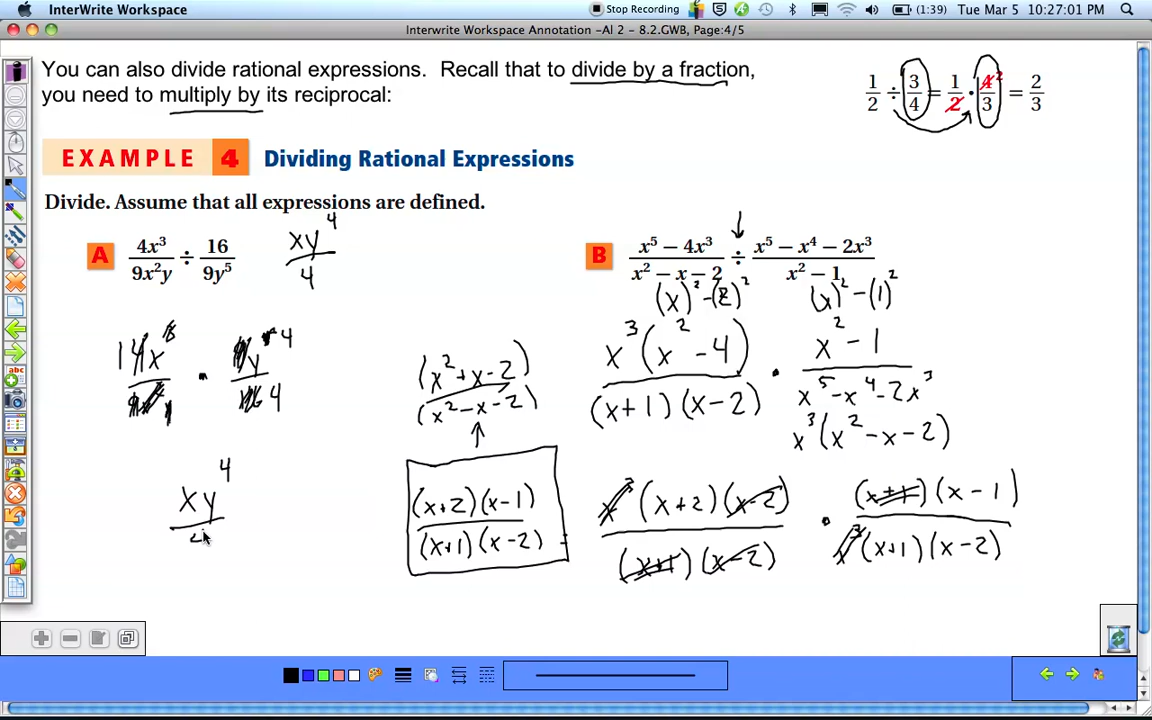 InterWrite Workspace
Stop Recording
(1:39)
Tue Mar 5 10:27:01 PM
Interwrite Workspace Annotation -Al 2 - 8.2.GWB, Page:4/5
You can also divide rational expressions. Recall that to divide by a fraction,
you need to multiply by its reciprocal:
1/2 ÷ 3/4 = 1/2 · 4/3 = 2/3
2
EXAMPLE 4 Dividing Rational Expressions
Divide. Assume that all expressions are defined.
A 4x³/9x²y ÷ 16/9y⁵
xy⁴/4
B (x⁵ − 4x³)/(x² − x − 2) ÷ (x⁵ − x⁴ − 2x³)/(x² − 1)
(x)² - (2)² (x)² - (1)²
x³(x² - 4)/(x+1)(x-2) · (x² - 1)/(x⁵ - x⁴ - 2x³)
x³(x² - x - 2)
(x² + x - 2)/(x² - x - 2)
xy⁴
(x+2)(x-1)/(x+1)(x-2)
x³(x+2)(x-2)/(x+1)(x-2) · (x+1)(x-1)/x³(x+1)(x-2)